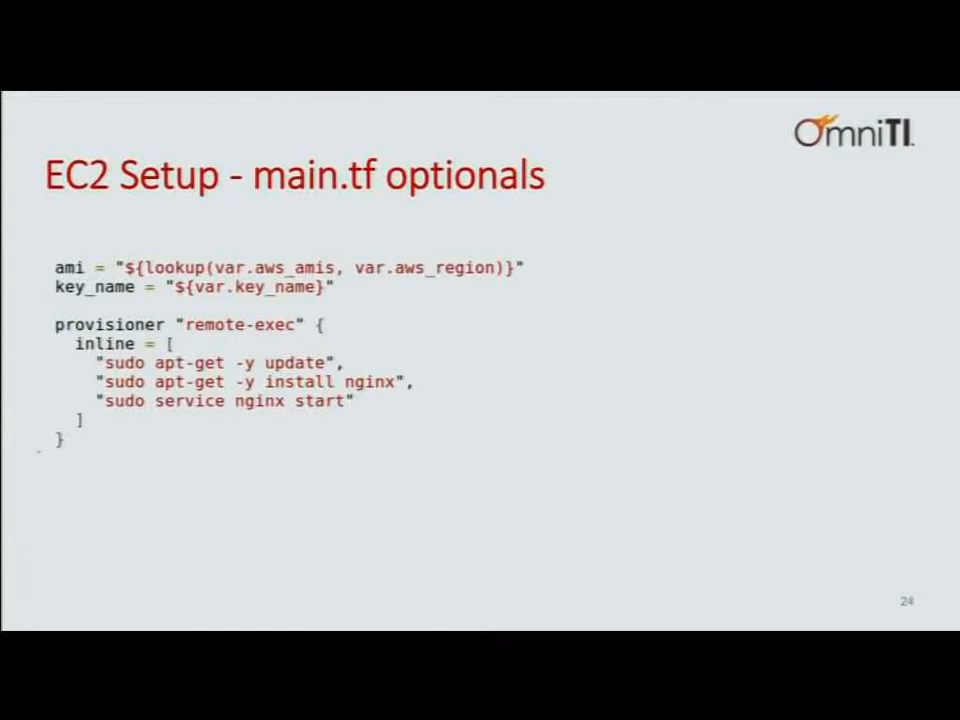 OmniTI
EC2 Setup - main.tf optionals
ami = "${lookup(var.aws_amis, var.aws_region)}"
key_name = "${var.key_name}"
provisioner "remote-exec" {
inline = [
"sudo apt-get -y update",
"sudo apt-get -y install nginx",
"sudo service nginx start"
]
}
24